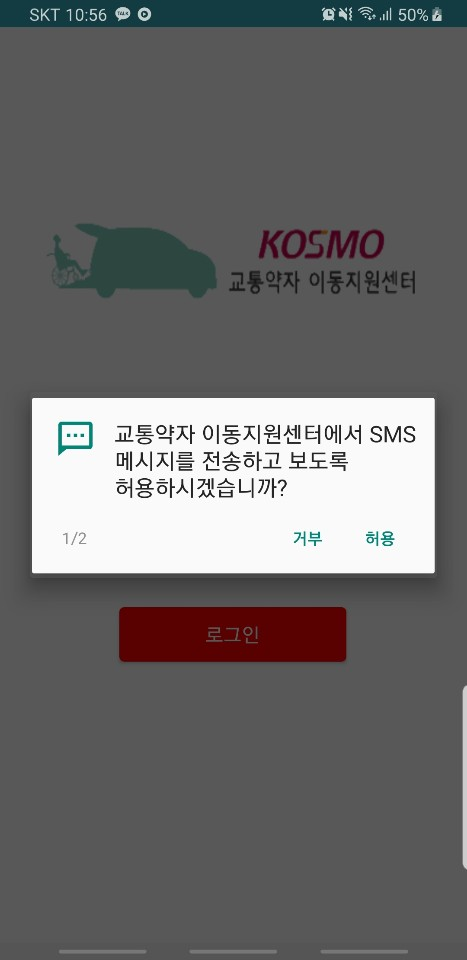 SKT 10:56 TALK 50%
KOSMO
교통약자 이동지원센터
교통약자 이동지원센터에서 SMS
메시지를 전송하고 보도록
허용하시겠습니까?
1/2 거부 허용
로그인